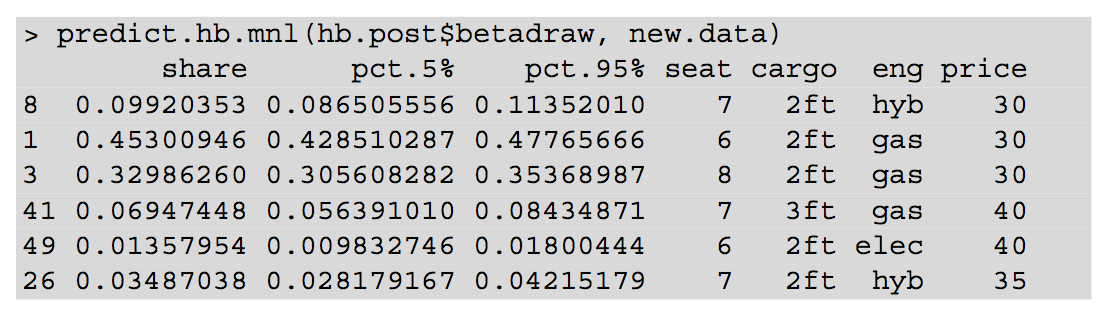 > predict.hb.mnl(hb.post$betadraw, new.data)
share pct.5% pct.95% seat cargo eng price
8 0.09920353 0.086505556 0.11352010 7 2ft hyb 30
1 0.45300946 0.428510287 0.47765666 6 2ft gas 30
3 0.32986260 0.305608282 0.35368987 8 2ft gas 30
41 0.06947448 0.056391010 0.08434871 7 3ft gas 40
49 0.01357954 0.009832746 0.01800444 6 2ft elec 40
26 0.03487038 0.028179167 0.04215179 7 2ft hyb 35